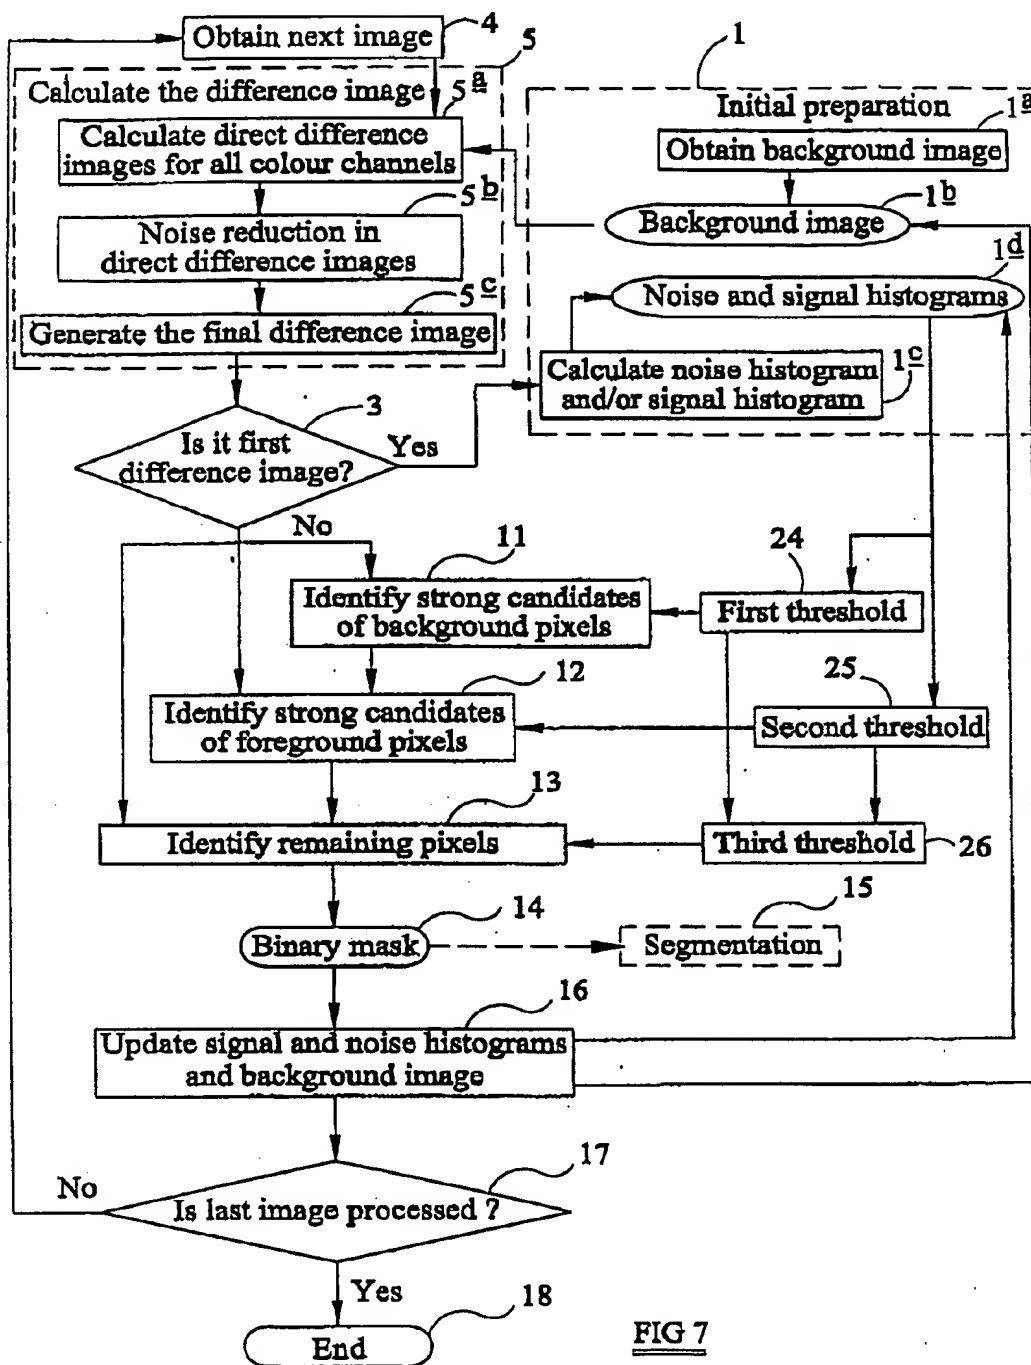 Obtain next image
4
5
Calculate the difference image
5a
Calculate direct difference
images for all colour channels
5b
Noise reduction in
direct difference images
5c
Generate the final difference image
1
Initial preparation
1a
Obtain background image
1b
Background image
1d
Noise and signal histograms
1c
Calculate noise histogram
and/or signal histogram
3
Is it first
difference image?
Yes
No
11
Identify strong candidates
of background pixels
24
First threshold
12
Identify strong candidates
of foreground pixels
25
Second threshold
13
Identify remaining pixels
Third threshold
26
14
Binary mask
15
Segmentation
16
Update signal and noise histograms
and background image
17
No
Is last image processed ?
Yes
18
End
FIG 7